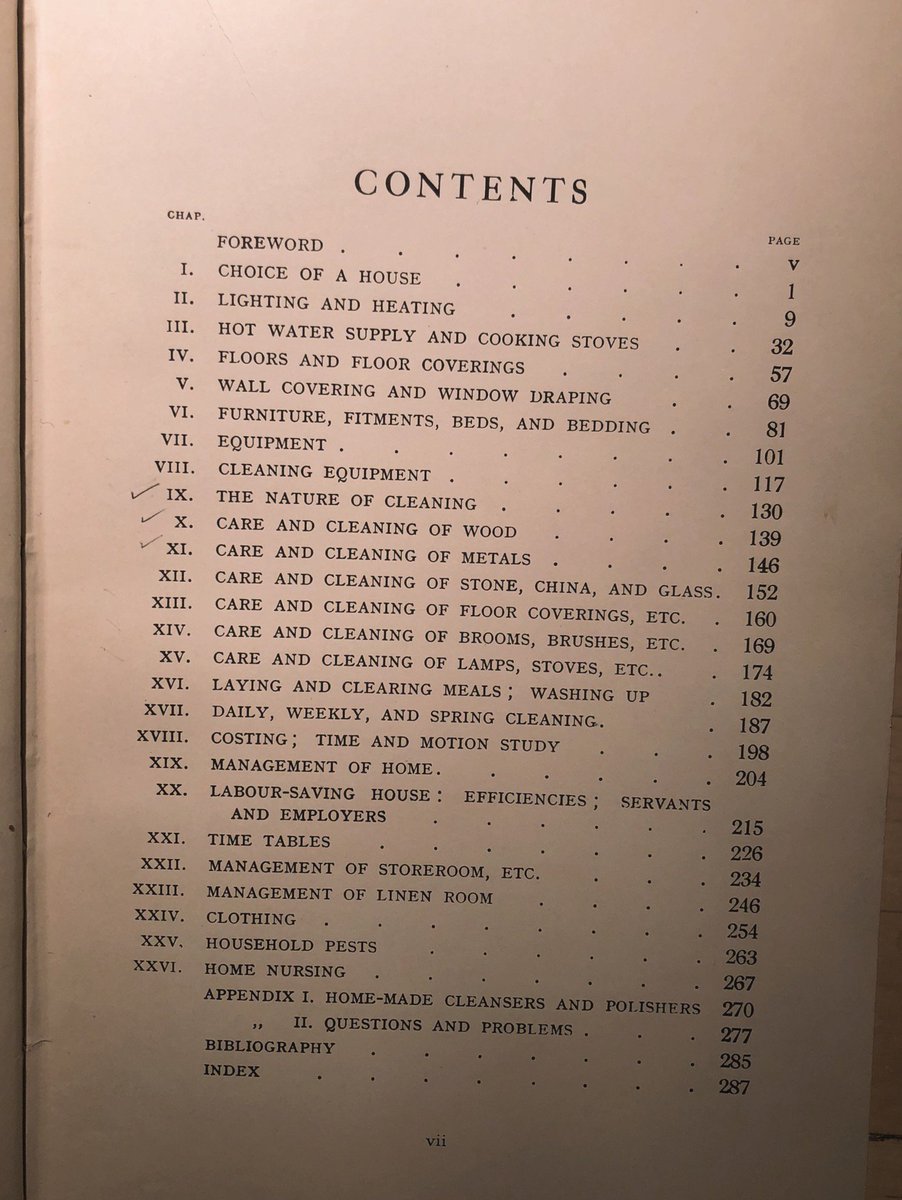 CONTENTS
CHAP.
PAGE
FOREWORD . . . . . . . . V
I. CHOICE OF A HOUSE . . . . . . 1
II. LIGHTING AND HEATING . . . . . 9
III. HOT WATER SUPPLY AND COOKING STOVES . . 32
IV. FLOORS AND FLOOR COVERINGS . . . . 57
V. WALL COVERING AND WINDOW DRAPING . . 69
VI. FURNITURE, FITMENTS, BEDS, AND BEDDING . . 81
VII. EQUIPMENT . . . . . . . . 101
VIII. CLEANING EQUIPMENT . . . . . . 117
IX. THE NATURE OF CLEANING . . . . . 130
X. CARE AND CLEANING OF WOOD . . . . 139
XI. CARE AND CLEANING OF METALS . . . . 146
XII. CARE AND CLEANING OF STONE, CHINA, AND GLASS. 152
XIII. CARE AND CLEANING OF FLOOR COVERINGS, ETC. . 160
XIV. CARE AND CLEANING OF BROOMS, BRUSHES, ETC. . 169
XV. CARE AND CLEANING OF LAMPS, STOVES, ETC. . . 174
XVI. LAYING AND CLEARING MEALS; WASHING UP . 182
XVII. DAILY, WEEKLY, AND SPRING CLEANING. . 187
XVIII. COSTING; TIME AND MOTION STUDY . . . 198
XIX. MANAGEMENT OF HOME. . . . . . 204
XX. LABOUR-SAVING HOUSE: EFFICIENCIES; SERVANTS
AND EMPLOYERS . . . . . . 215
XXI. TIME TABLES . . . . . . . 226
XXII. MANAGEMENT OF STOREROOM, ETC. . . . 234
XXIII. MANAGEMENT OF LINEN ROOM . . . . 246
XXIV. CLOTHING . . . . . . . . 254
XXV. HOUSEHOLD PESTS . . . . . . 263
XXVI. HOME NURSING . . . . . . . 267
APPENDIX I. HOME-MADE CLEANSERS AND POLISHERS 270
„ II. QUESTIONS AND PROBLEMS . . . 277
BIBLIOGRAPHY . . . . . . . 285
INDEX . . . . . . . . 287
vii